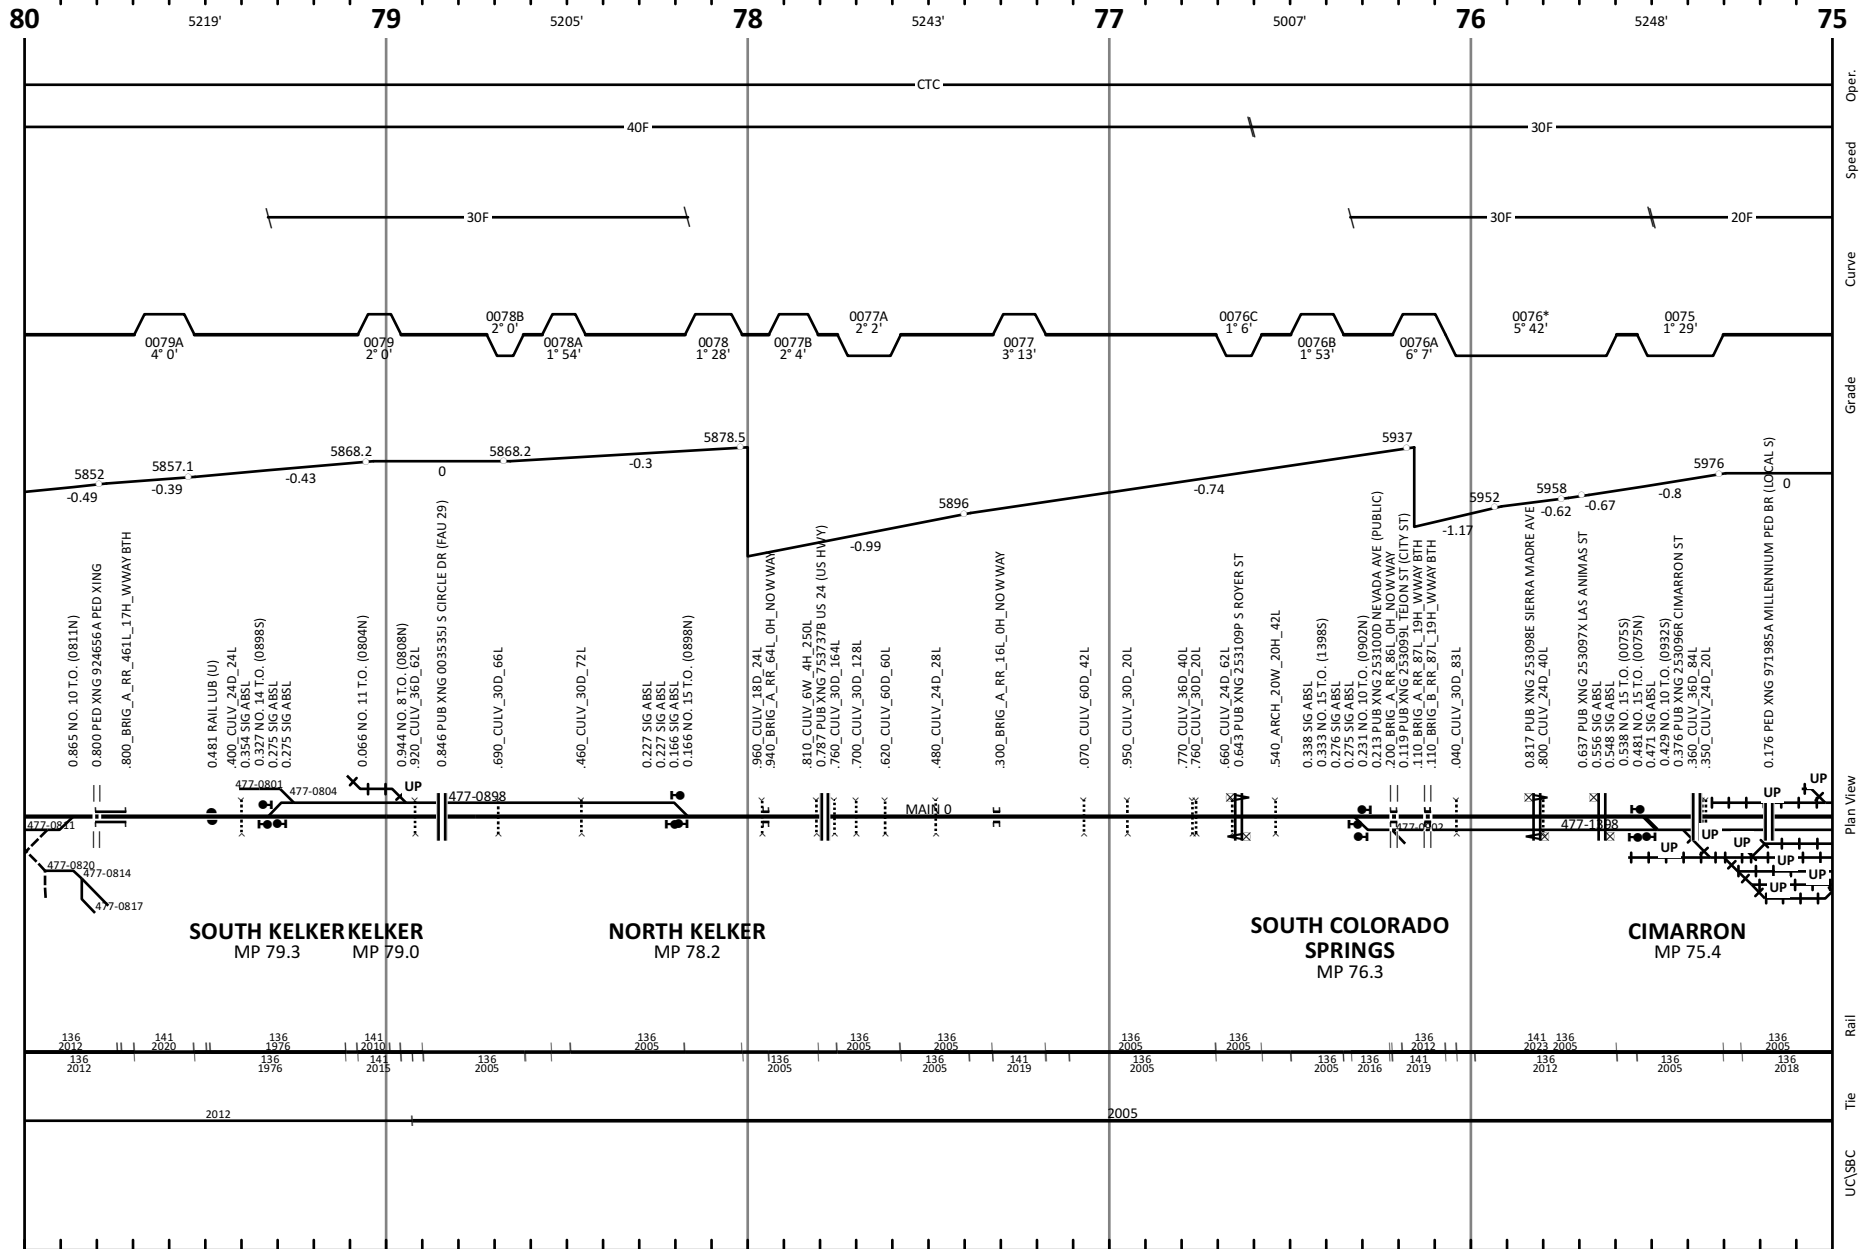 80
5219'
79
5205'
78
5243'
77
5007'
76
5248'
75
Oper.
CTC
40F
30F
Speed
30F
30F
20F
Curve
0079A
4° 0'
0079
2° 0'
0078B
2° 0'
0078A
1° 54'
0078
1° 28'
0077B
2° 4'
0077A
2° 2'
0077
3° 13'
0076C
1° 6'
0076B
1° 53'
0076A
6° 7'
0076*
5° 42'
0075
1° 29'
Grade
5852
5857.1
5868.2
5868.2
5878.5
5896
5937
5952
5958
5976
-0.49
-0.39
-0.43
0
-0.3
-0.99
-0.74
-1.17
-0.62
-0.67
-0.8
0
0.865 NO. 10 T.O. (0811N)
0.800 PED XNG 924656A PED XING
.800_BRIG_A_RR_461L_17H_WWAY BTH
0.481 RAIL LUB (U)
.400_CULV_24D_24L
0.354 SIG ABSL
0.327 NO. 14 T.O. (0898S)
0.275 SIG ABSL
0.275 SIG ABSL
0.066 NO. 11 T.O. (0804N)
0.944 NO. 8 T.O. (0808N)
.920_CULV_36D_62L
0.846 PUB XNG 003535J S CIRCLE DR (FAU 29)
.690_CULV_30D_66L
.460_CULV_30D_72L
0.227 SIG ABSL
0.227 SIG ABSL
0.166 SIG ABSL
0.166 NO. 15 T.O. (0898N)
.960_CULV_18D_24L
.940_BRIG_A_RR_64L_0H_NO WWAY
.810_CULV_6W_4H_250L
0.787 PUB XNG 753737B US 24 (US HWY)
.760_CULV_30D_164L
.700_CULV_30D_128L
.620_CULV_60D_60L
.480_CULV_24D_28L
.300_BRIG_A_RR_16L_0H_NO WWAY
.070_CULV_60D_42L
.950_CULV_30D_20L
.770_CULV_36D_40L
.760_CULV_30D_20L
.660_CULV_24D_62L
0.643 PUB XNG 253109P S ROYER ST
.540_ARCH_20W_20H_42L
0.338 SIG ABSL
0.333 NO. 15 T.O. (1398S)
0.276 SIG ABSL
0.275 SIG ABSL
0.231 NO. 10 T.O. (0902N)
0.213 PUB XNG 253100D NEVADA AVE (PUBLIC)
.200_BRIG_A_RR_86L_0H_NO WWAY
0.119 PUB XNG 253099L TEJON ST (CITY ST)
.110_BRIG_A_RR_87L_19H_WWAY BTH
.110_BRIG_B_RR_87L_19H_WWAY BTH
.040_CULV_30D_83L
0.817 PUB XNG 253098E SIERRA MADRE AVE
.800_CULV_24D_40L
0.637 PUB XNG 253097X LAS ANIMAS ST
0.556 SIG ABSL
0.548 SIG ABSL
0.538 NO. 15 T.O. (0075S)
0.481 NO. 15 T.O. (0075N)
0.471 SIG ABSL
0.429 NO. 10 T.O. (0932S)
0.376 PUB XNG 253096R CIMARRON ST
.360_CULV_36D_84L
.350_CULV_24D_20L
0.176 PED XNG 971985A MILLENNIUM PED BR (LOCAL S)
Plan View
477-0811
477-0820
477-0814
477-0817
477-0801
477-0804
UP
477-0898
MAIN 0
477-0902
477-1398
UP
UP
UP
UP
UP
UP
UP
UP
SOUTH KELKER
MP 79.3
KELKER
MP 79.0
NORTH KELKER
MP 78.2
SOUTH COLORADO
SPRINGS
MP 76.3
CIMARRON
MP 75.4
Rail
136
2012
141
2020
136
1976
141
2010
136
2005
136
2005
136
2005
136
2005
136
2005
136
2012
141
2023
136
2005
136
2005
136
2012
136
1976
141
2015
136
2005
136
2005
136
2005
141
2019
136
2005
136
2005
136
2016
141
2019
136
2012
136
2005
136
2018
Tie
2012
2005
UC\SBC